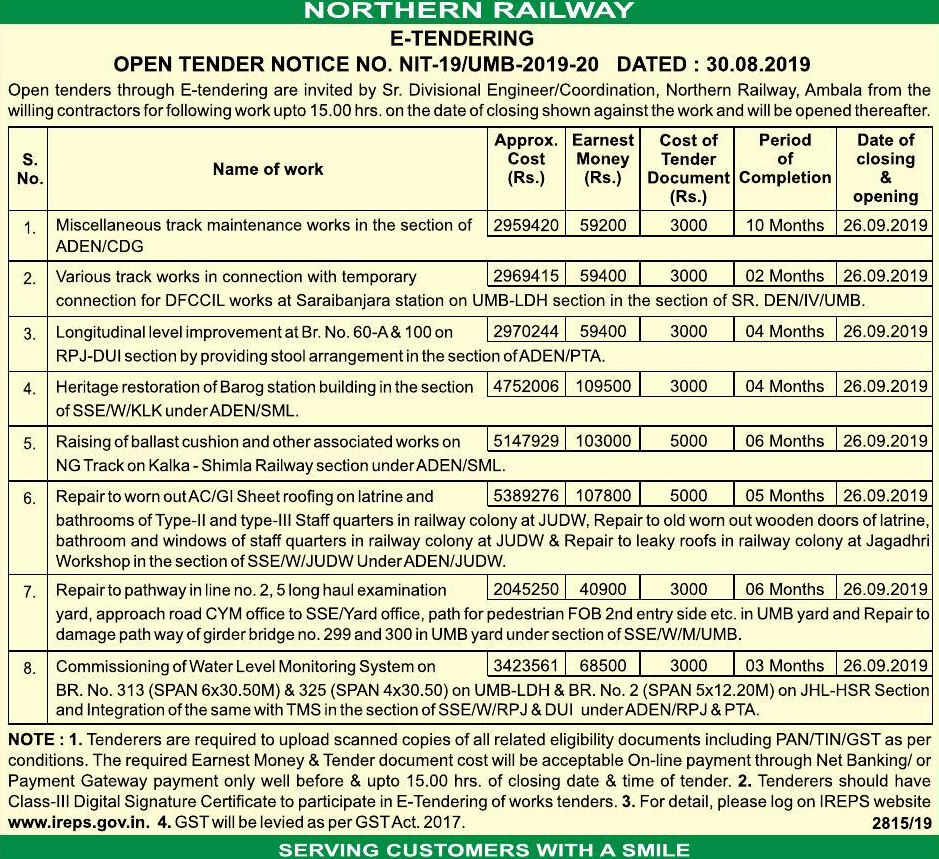 NORTHERN RAILWAY
E-TENDERING
OPEN TENDER NOTICE NO. NIT-19/UMB-2019-20 DATED : 30.08.2019
Open tenders through E-tendering are invited by Sr. Divisional Engineer/Coordination, Northern Railway, Ambala from the
willing contractors for following work upto 15.00 hrs. on the date of closing shown against the work and will be opened thereafter.
S. No. Name of work Approx. Cost (Rs.) Earnest Money (Rs.) Cost of Tender Document (Rs.) Period of Completion Date of closing & opening
1. Miscellaneous track maintenance works in the section of 2959420 59200 3000 10 Months 26.09.2019
ADEN/CDG
2. Various track works in connection with temporary 2969415 59400 3000 02 Months 26.09.2019
connection for DFCCIL works at Saraibanjara station on UMB-LDH section in the section of SR. DEN/IV/UMB.
3. Longitudinal level improvement at Br. No. 60-A & 100 on 2970244 59400 3000 04 Months 26.09.2019
RPJ-DUI section by providing stool arrangement in the section of ADEN/PTA.
4. Heritage restoration of Barog station building in the section 4752006 109500 3000 04 Months 26.09.2019
of SSE/W/KLK under ADEN/SML.
5. Raising of ballast cushion and other associated works on 5147929 103000 5000 06 Months 26.09.2019
NG Track on Kalka - Shimla Railway section under ADEN/SML.
6. Repair to worn out AC/GI Sheet roofing on latrine and 5389276 107800 5000 05 Months 26.09.2019
bathrooms of Type-II and type-III Staff quarters in railway colony at JUDW, Repair to old worn out wooden doors of latrine,
bathroom and windows of staff quarters in railway colony at JUDW & Repair to leaky roofs in railway colony at Jagadhri
Workshop in the section of SSE/W/JUDW Under ADEN/JUDW.
7. Repair to pathway in line no. 2, 5 long haul examination 2045250 40900 3000 06 Months 26.09.2019
yard, approach road CYM office to SSE/Yard office, path for pedestrian FOB 2nd entry side etc. in UMB yard and Repair to
damage path way of girder bridge no. 299 and 300 in UMB yard under section of SSE/W/M/UMB.
8. Commissioning of Water Level Monitoring System on 3423561 68500 3000 03 Months 26.09.2019
BR. No. 313 (SPAN 6x30.50M) & 325 (SPAN 4x30.50) on UMB-LDH & BR. No. 2 (SPAN 5x12.20M) on JHL-HSR Section
and Integration of the same with TMS in the section of SSE/W/RPJ & DUI under ADEN/RPJ & PTA.
NOTE : 1. Tenderers are required to upload scanned copies of all related eligibility documents including PAN/TIN/GST as per
conditions. The required Earnest Money & Tender document cost will be acceptable On-line payment through Net Banking/ or
Payment Gateway payment only well before & upto 15.00 hrs. of closing date & time of tender. 2. Tenderers should have
Class-III Digital Signature Certificate to participate in E-Tendering of works tenders. 3. For detail, please log on IREPS website
www.ireps.gov.in. 4. GST will be levied as per GST Act. 2017. 2815/19
SERVING CUSTOMERS WITH A SMILE